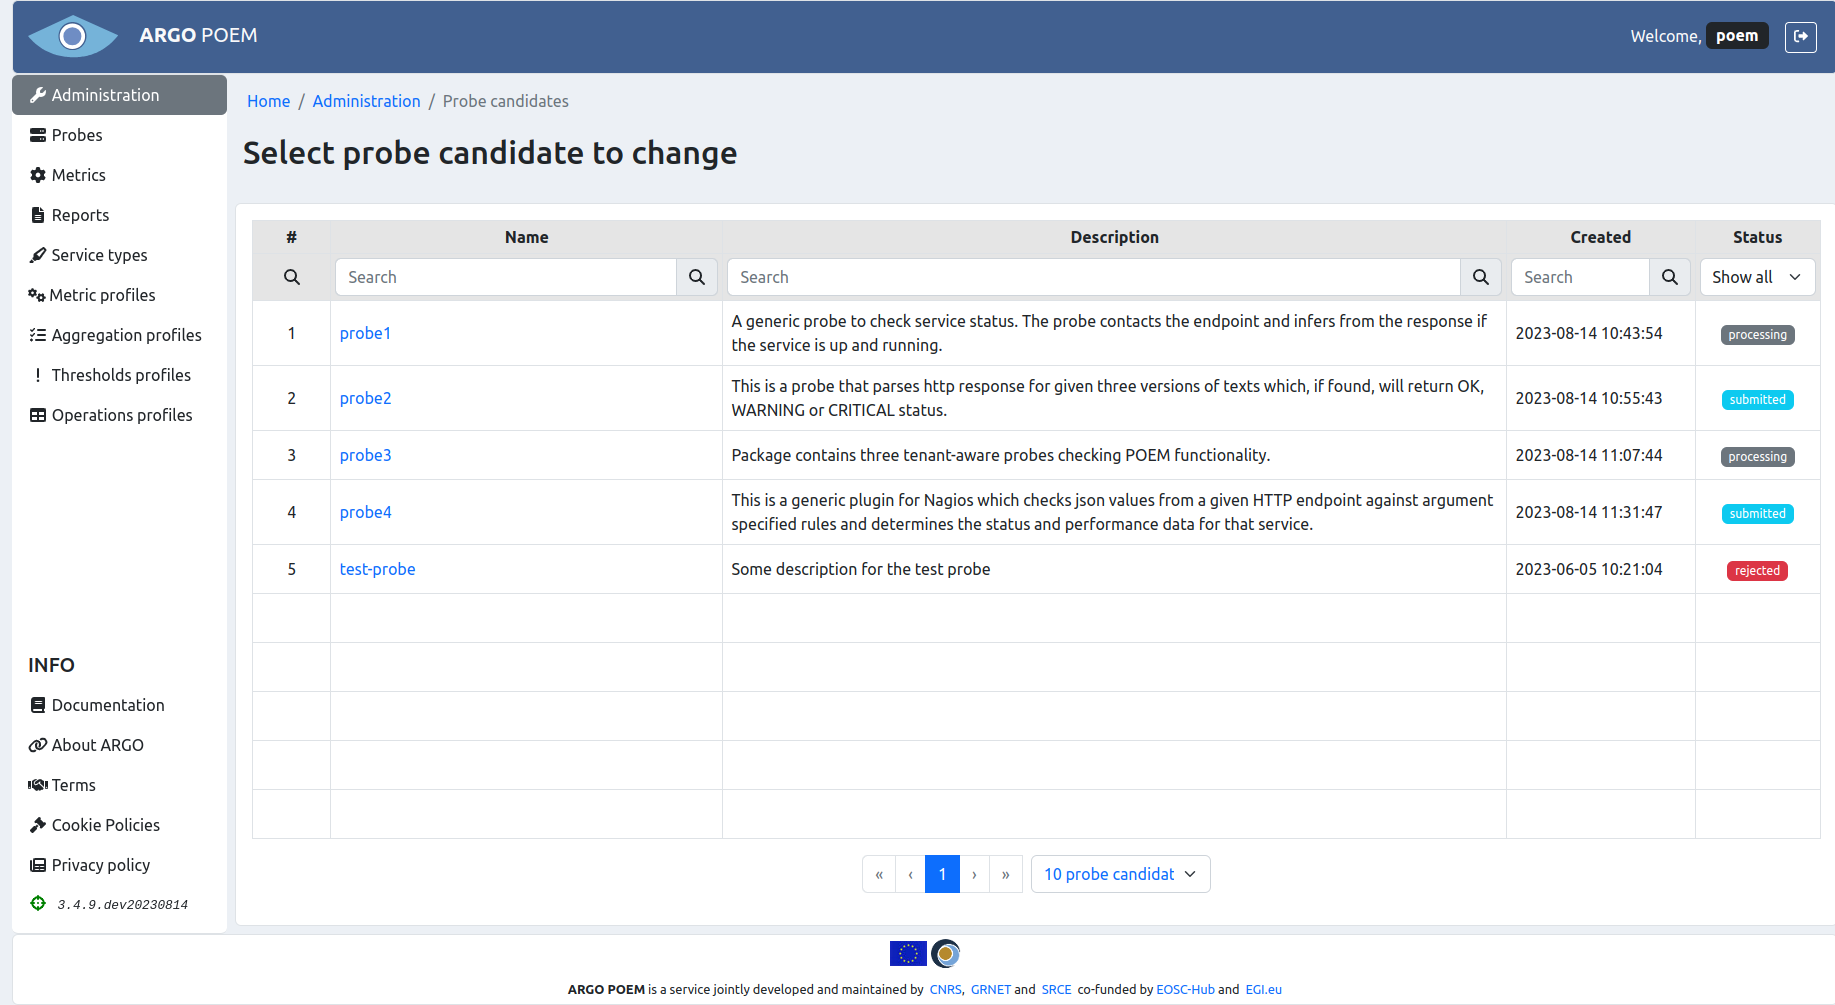 ARGO POEM
Welcome, poem
Administration
Probes
Metrics
Reports
Service types
Metric profiles
Aggregation profiles
Thresholds profiles
Operations profiles
INFO
Documentation
About ARGO
Terms
Cookie Policies
Privacy policy
3.4.9.dev20230814
Home / Administration / Probe candidates
Select probe candidate to change
# Name Description Created Status
Search Search Search Show all
1 probe1 A generic probe to check service status. The probe contacts the endpoint and infers from the response if
the service is up and running. 2023-08-14 10:43:54 processing
2 probe2 This is a probe that parses http response for given three versions of texts which, if found, will return OK,
WARNING or CRITICAL status. 2023-08-14 10:55:43 submitted
3 probe3 Package contains three tenant-aware probes checking POEM functionality. 2023-08-14 11:07:44 processing
4 probe4 This is a generic plugin for Nagios which checks json values from a given HTTP endpoint against argument
specified rules and determines the status and performance data for that service. 2023-08-14 11:31:47 submitted
5 test-probe Some description for the test probe 2023-06-05 10:21:04 rejected
« ‹ 1 › » 10 probe candidat
ARGO POEM is a service jointly developed and maintained by CNRS, GRNET and SRCE co-funded by EOSC-Hub and EGI.eu